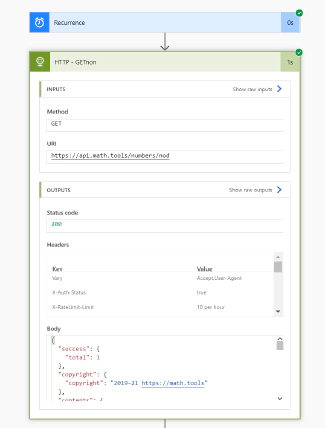 Recurrence 0s
HTTP - GETnon 1s
INPUTS Show raw inputs
Method
GET
URI
https://api.math.tools/numbers/nod
OUTPUTS Show raw outputs
Status code
200
Headers
Key Value
Vary Accept,User-Agent
X-Auth-Status true
X-RateLimit-Limit 10 per hour
Body
{
"success": {
"total": 1
},
"copyright": {
"copyright": "2019-21 https://math.tools"
},
"contents": {